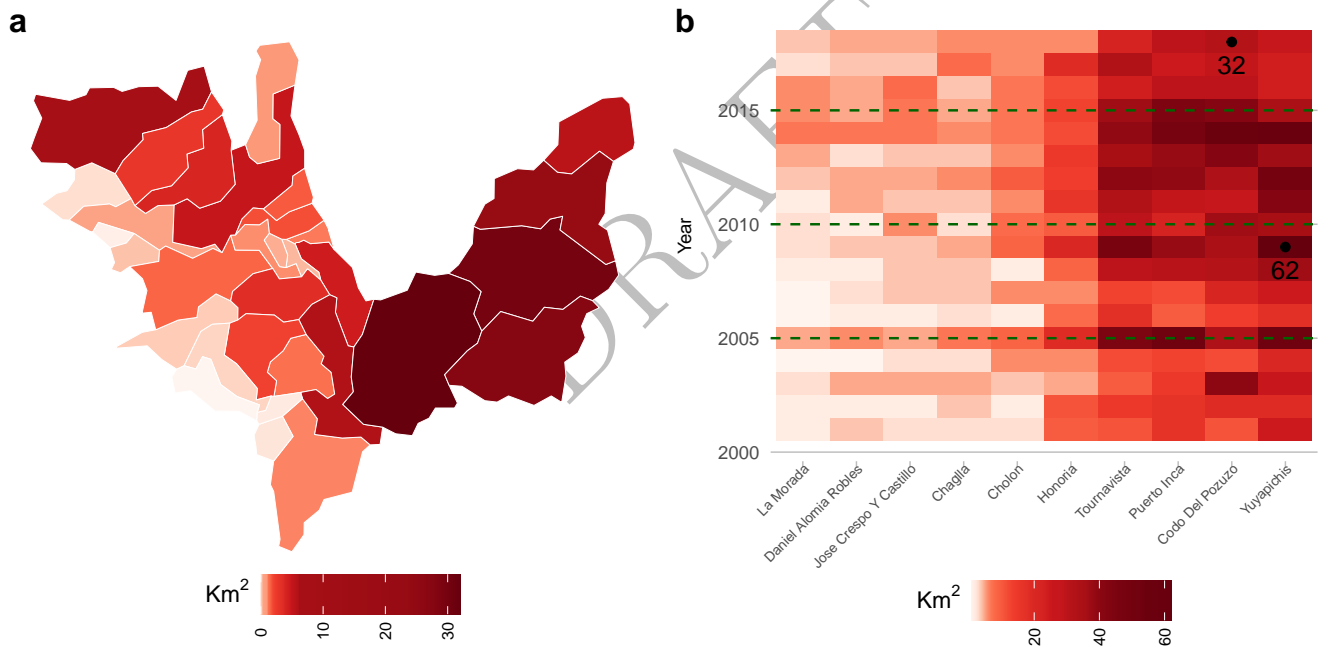 a
Km2
0
10
20
30
DRAFT
b
Year
2015
2010
2005
2000
32
62
La Morada
Daniel Alomia Robles
Jose Crespo Y Castillo
Chaglla
Cholon
Honoria
Tournavista
Puerto Inca
Codo Del Pozuzo
Yuyapichis
Km2
20
40
60